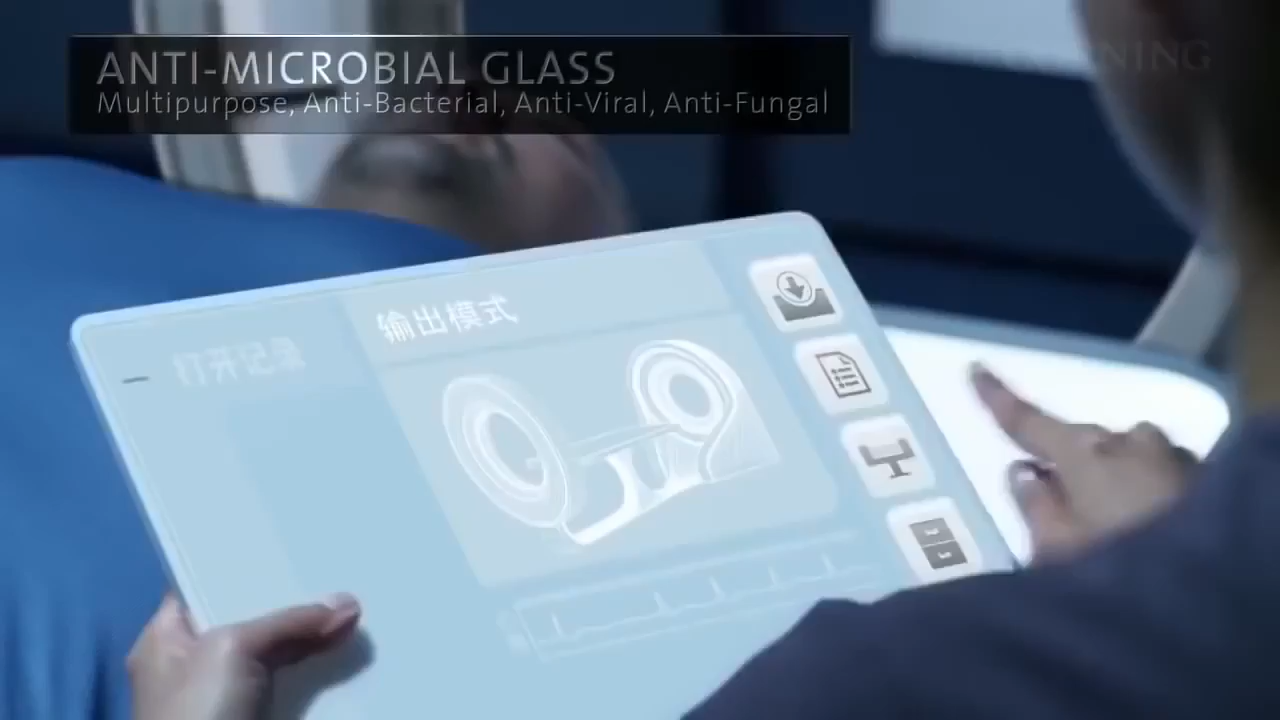 ANTI-MICROBIAL GLASS
Multipurpose, Anti-Bacterial, Anti-Viral, Anti-Fungal
输出模式
打开记录